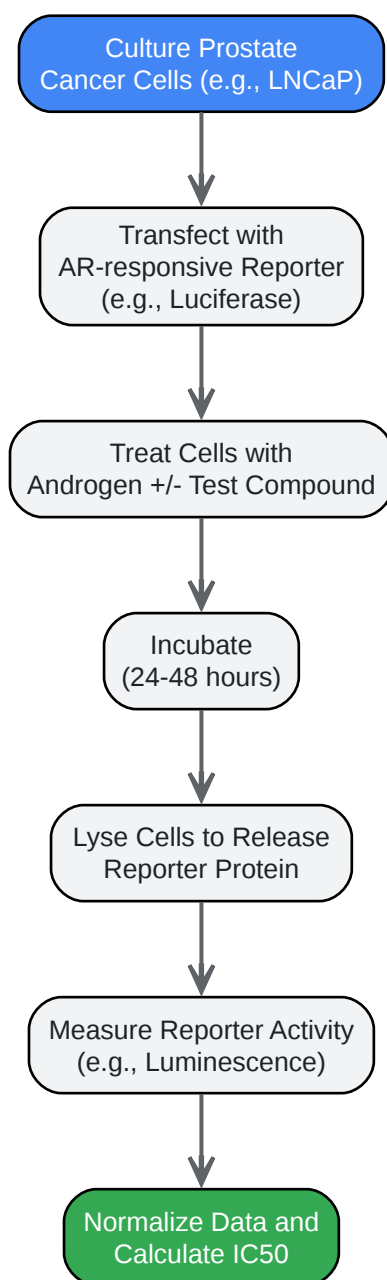 Culture Prostate
Cancer Cells (e.g., LNCaP)
Transfect with
AR-responsive Reporter
(e.g., Luciferase)
Treat Cells with
Androgen +/- Test Compound
Incubate
(24-48 hours)
Lyse Cells to Release
Reporter Protein
Measure Reporter Activity
(e.g., Luminescence)
Normalize Data and
Calculate IC50